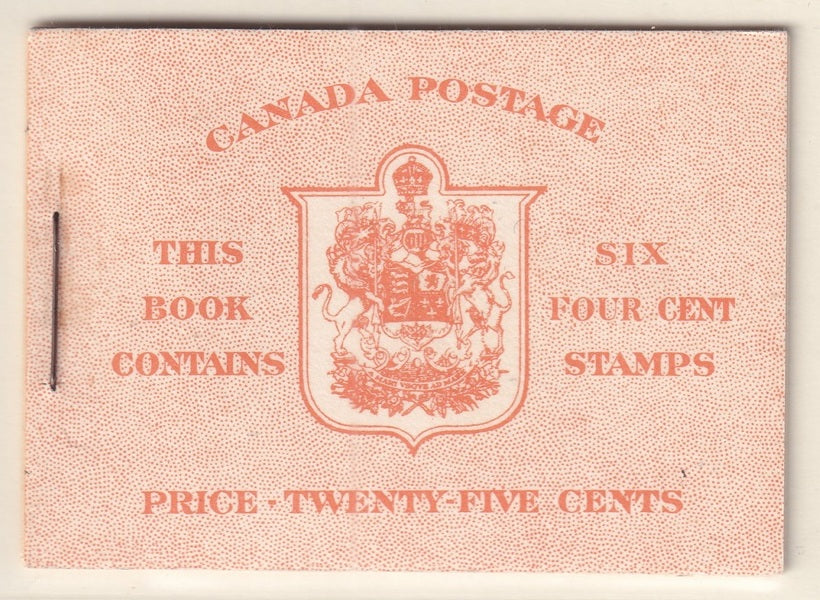 CANADA POSTAGE
THIS
BOOK
CONTAINS
SIX
FOUR CENT
STAMPS
PRICE - TWENTY-FIVE CENTS